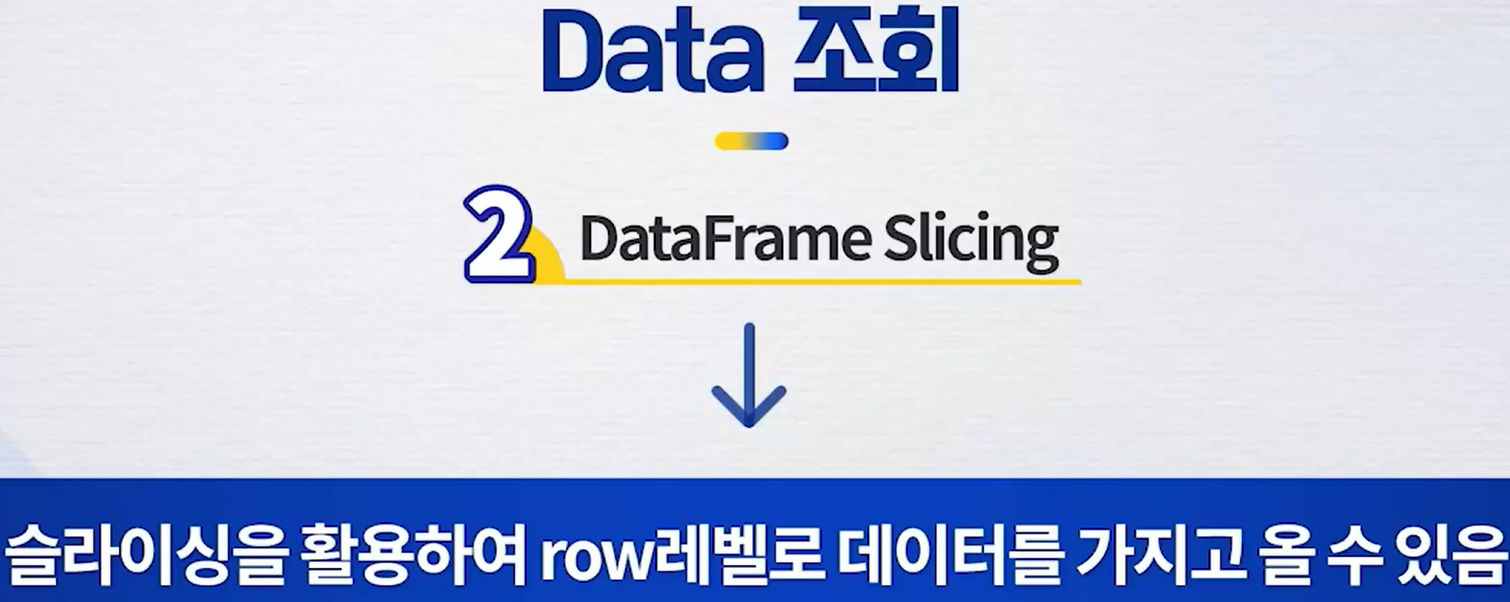 Data 조회
2 DataFrame Slicing
슬라이싱을 활용하여 row레벨로 데이터를 가지고 올 수 있음